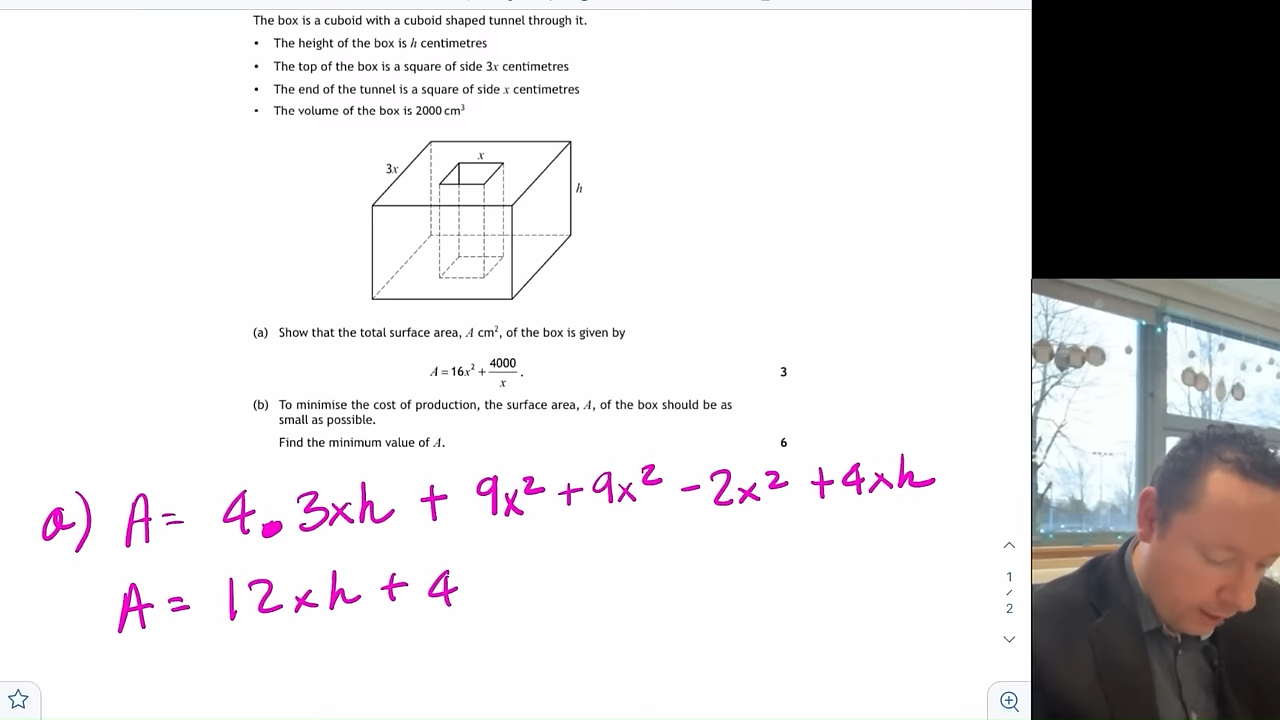 The box is a cuboid with a cuboid shaped tunnel through it.
• The height of the box is h centimetres
• The top of the box is a square of side 3x centimetres
• The end of the tunnel is a square of side x centimetres
• The volume of the box is 2000 cm³
x
3x
h
(a) Show that the total surface area, A cm², of the box is given by
A = 16x² + 4000/x .
3
(b) To minimise the cost of production, the surface area, A, of the box should be as
small as possible.
Find the minimum value of A.
6
a) A = 4.3xh + 9x² + 9x² - 2x² + 4xh
A = 12xh + 4
1
/
2